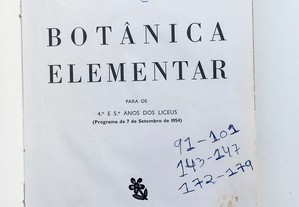 BOTÂNICA
ELEMENTAR
PARA OS
4.º E 5.º ANOS DOS LICEUS
(Programa de 7 de Setembro de 1954)
91-101
143-147
172-179